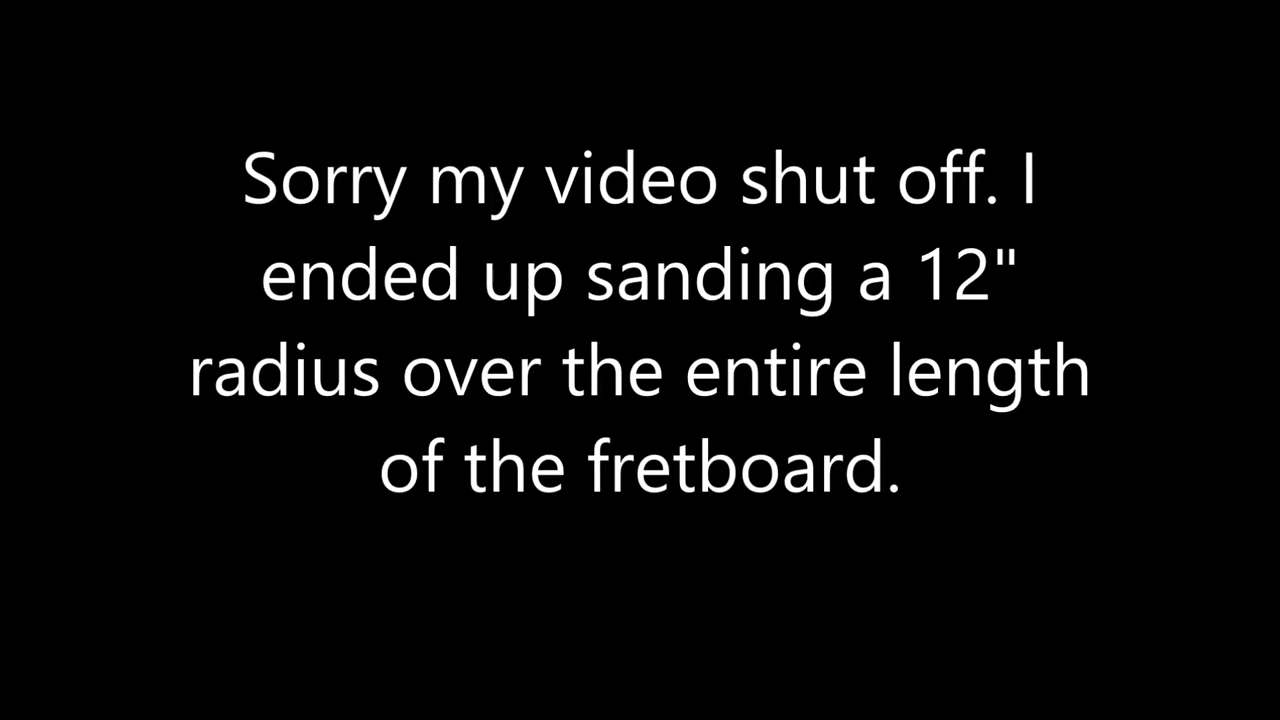 Sorry my video shut off. I
ended up sanding a 12"
radius over the entire length
of the fretboard.